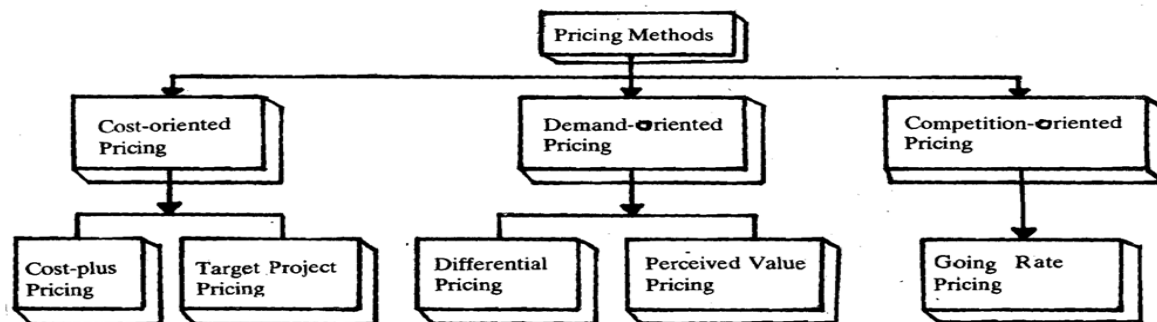 Pricing Methods
Cost-oriented
Pricing
Demand-oriented
Pricing
Competition-oriented
Pricing
Cost-plus
Pricing
Target Project
Pricing
Differential
Pricing
Perceived Value
Pricing
Going Rate
Pricing